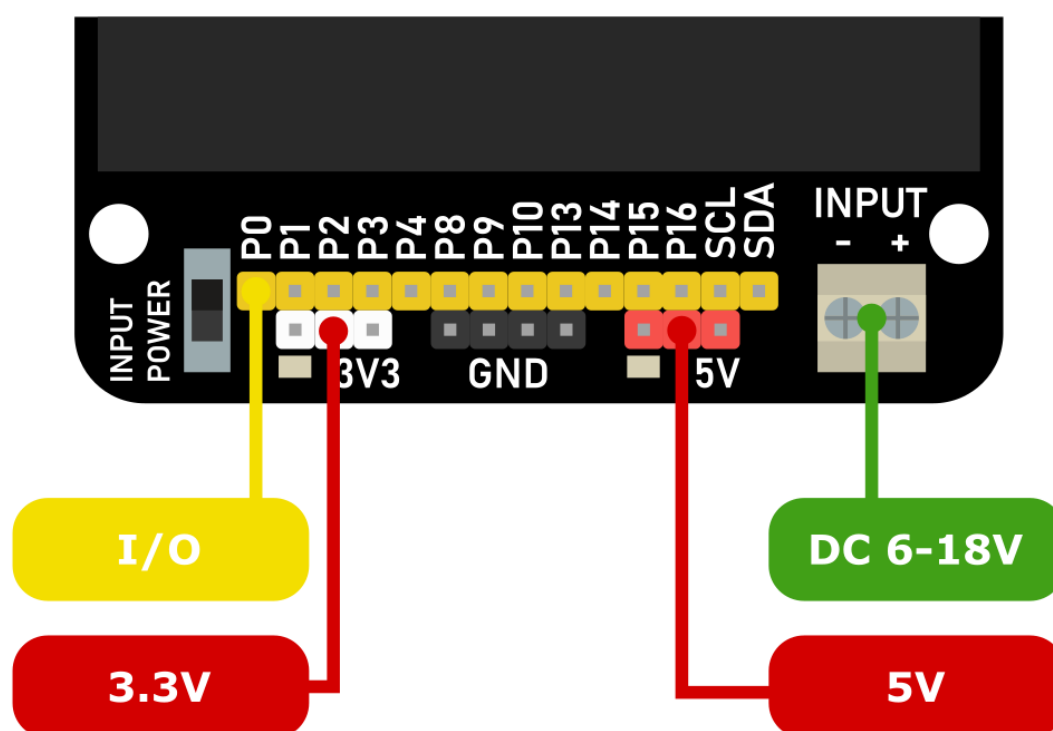 INPUT
- +
P0 P1 P2 P3 P4 P8 P9 P10 P13 P14 P15 P16 SCL SDA
INPUT
POWER
3V3 GND 5V
I/O
DC 6-18V
3.3V
5V